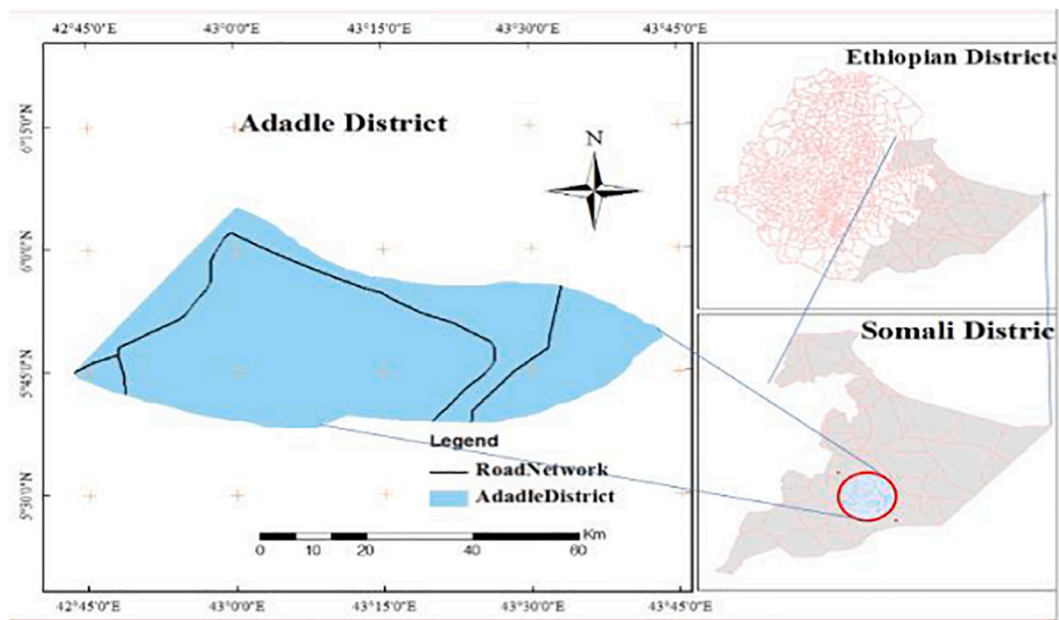 42°45'0"E 43°0'0"E 43°15'0"E 43°30'0"E 43°45'0"E
Ethiopian Districts
Adadle District
N
6°15'0"N
6°0'0"N
5°45'0"N
5°30'0"N
Somali Distric
Legend
RoadNetwork
AdadleDistrict
Km
0 10 20 40 60
42°45'0"E 43°0'0"E 43°15'0"E 43°30'0"E 43°45'0"E